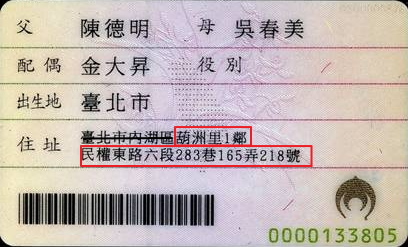 父 陳德明 母 吳春美
配偶 金大昇 役別
出生地 臺北市
住址 臺北市內湖區葫洲里1鄰
民權東路六段283巷165弄218號
0000133805